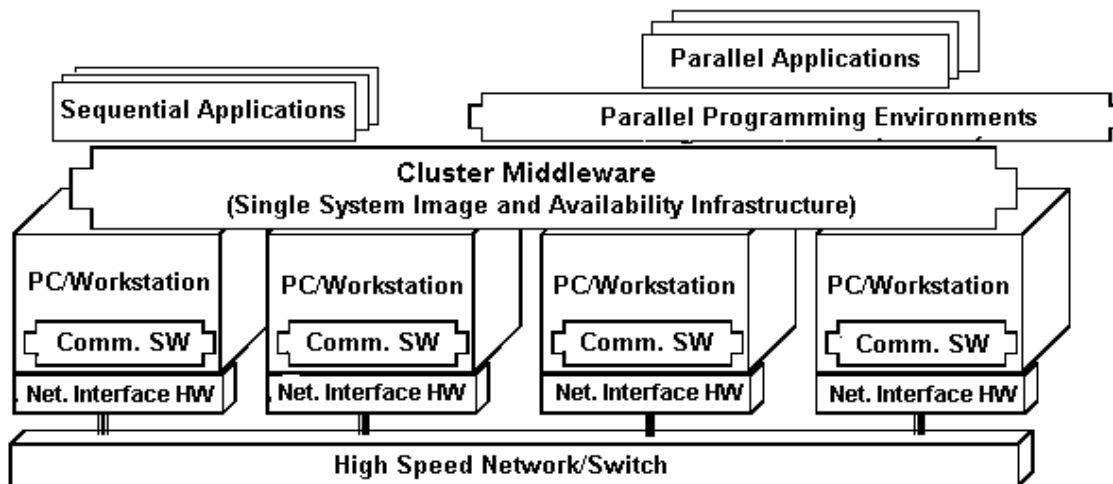 Parallel Applications
Sequential Applications
Parallel Programming Environments
Cluster Middleware
(Single System Image and Availability Infrastructure)
PC/Workstation
PC/Workstation
PC/Workstation
PC/Workstation
Comm. SW
Comm. SW
Comm. SW
Comm. SW
Net. Interface HW
Net. Interface HW
Net. Interface HW
Net. Interface HW
High Speed Network/Switch